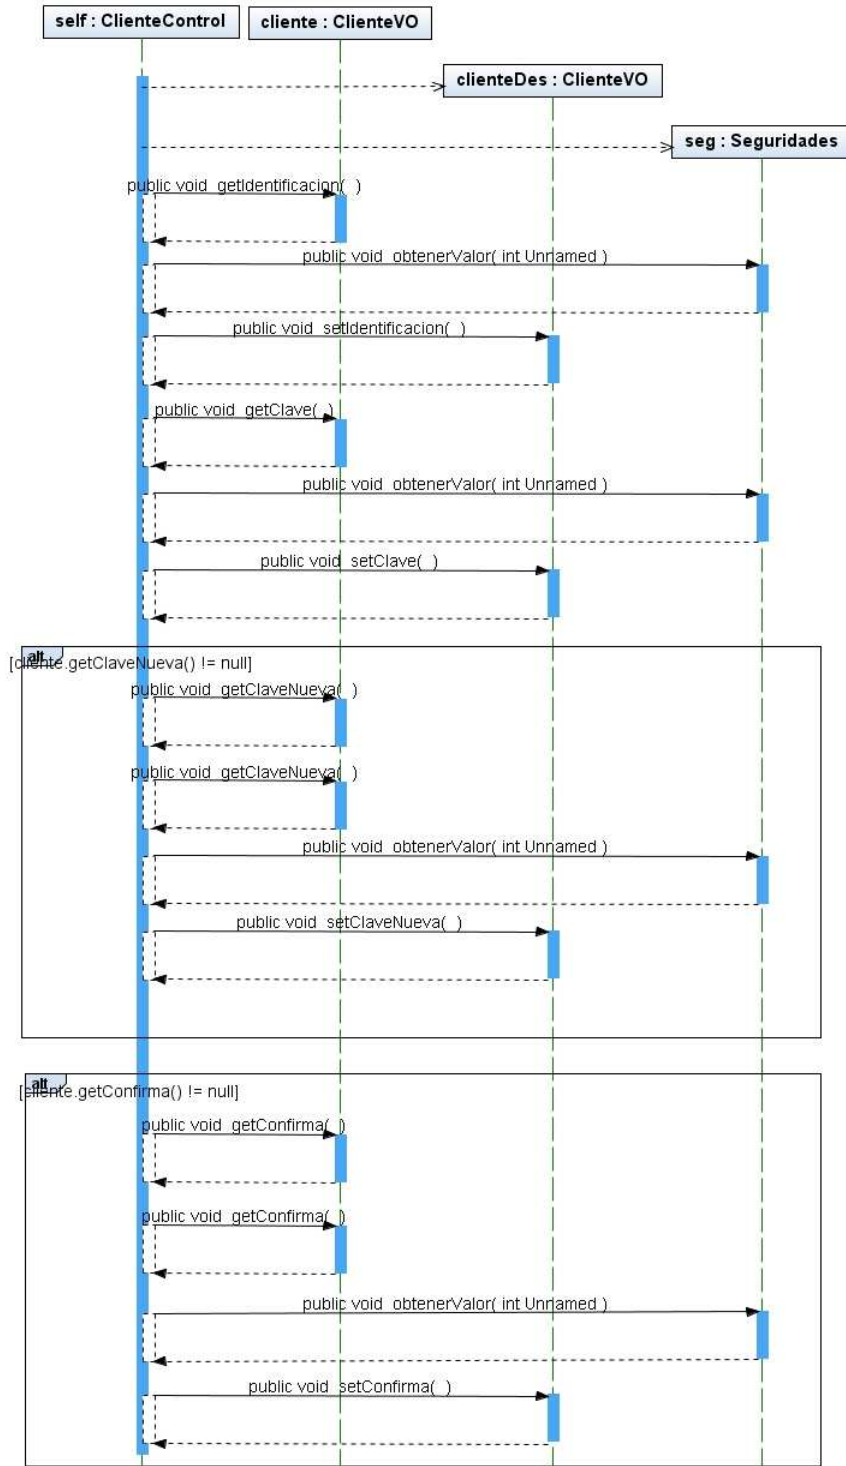 self : ClienteControl
cliente : ClienteVO
clienteDes : ClienteVO
seg : Seguridades
public void getIdentificacion( )
public void obtenerValor( int Unnamed )
public void setIdentificacion( )
public void getClave( )
public void obtenerValor( int Unnamed )
public void setClave( )
alt
[cliente.getClaveNueva() != null]
public void getClaveNueva( )
public void getClaveNueva( )
public void obtenerValor( int Unnamed )
public void setClaveNueva( )
alt
[cliente.getConfirma() != null]
public void getConfirma( )
public void getConfirma( )
public void obtenerValor( int Unnamed )
public void setConfirma( )